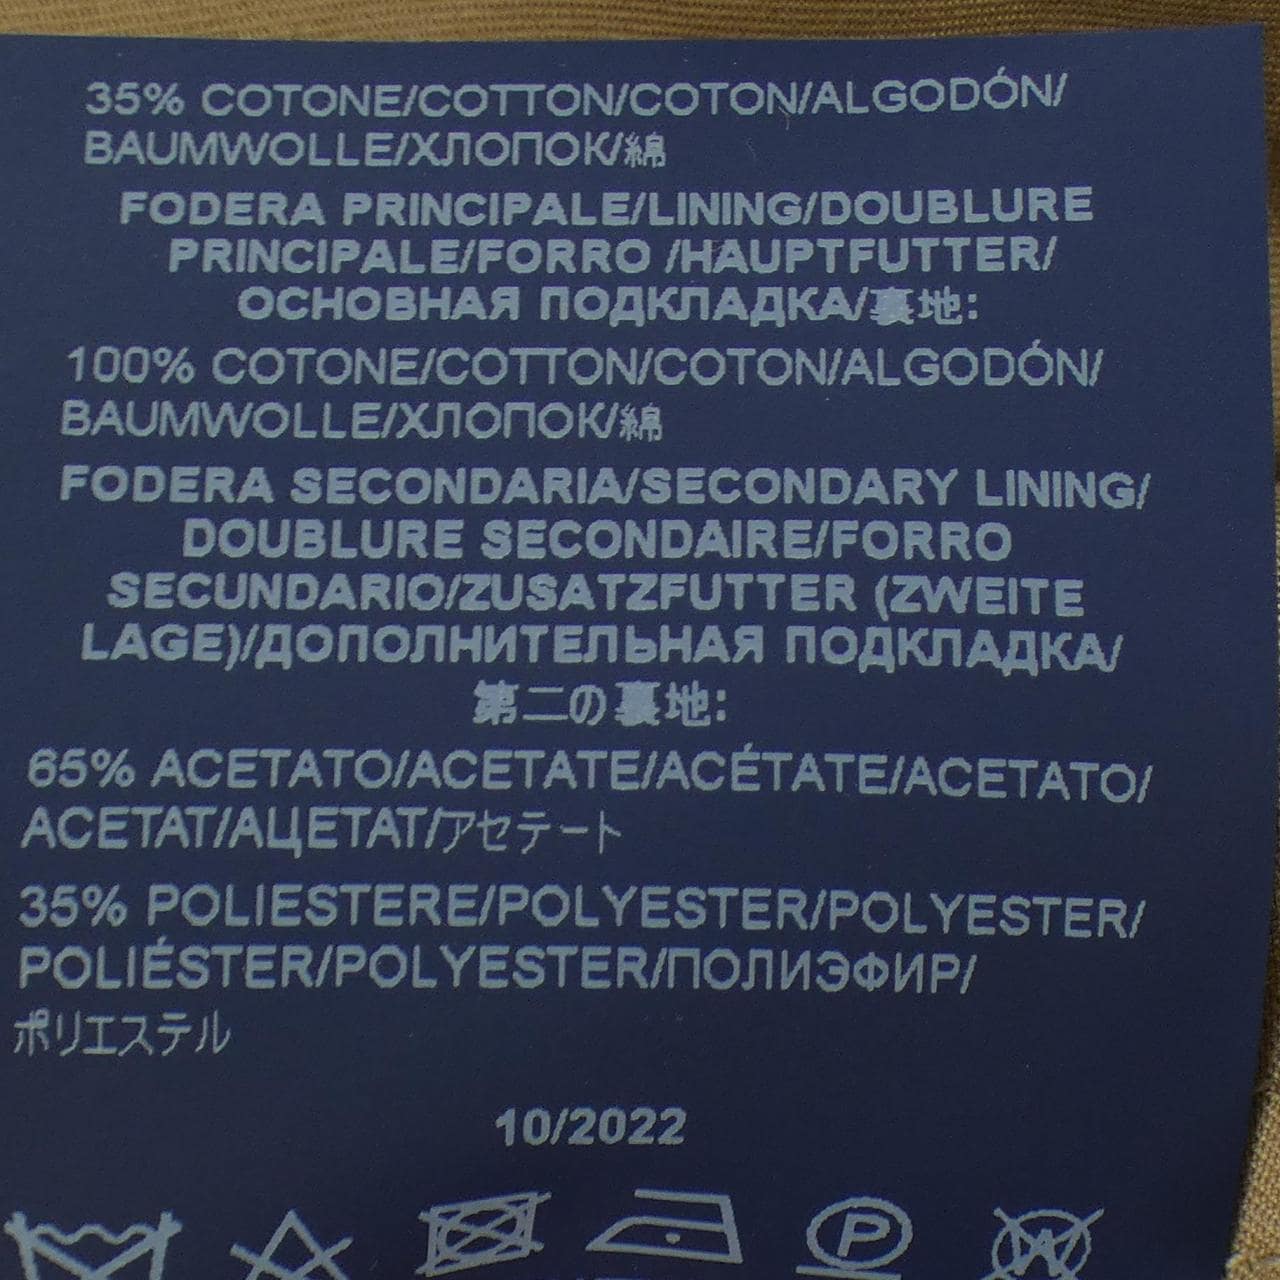 35% COTONE/COTTON/COTON/ALGODÓN/
BAUMWOLLE/ХЛОПОК/綿
FODERA PRINCIPALE/LINING/DOUBLURE
PRINCIPALE/FORRO /HAUPTFUTTER/
ОСНОВНАЯ ПОДКЛАДКА/裏地:
100% COTONE/COTTON/COTON/ALGODÓN/
BAUMWOLLE/ХЛОПОК/綿
FODERA SECONDARIA/SECONDARY LINING/
DOUBLURE SECONDAIRE/FORRO
SECUNDARIO/ZUSATZFUTTER (ZWEITE
LAGE)/ДОПОЛНИТЕЛЬНАЯ ПОДКЛАДКА/
第二の裏地:
65% ACETATO/ACETATE/ACÉTATE/ACETATO/
ACETAT/АЦЕТАТ/アセテート
35% POLIESTERE/POLYESTER/POLYESTER/
POLIÉSTER/POLYESTER/ПОЛИЭФИР/
ポリエステル
10/2022
P W